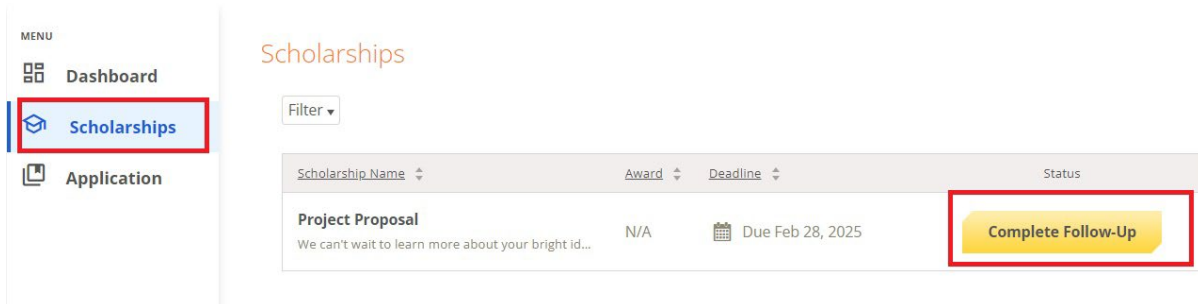 MENU
Dashboard
Scholarships
Application
Scholarships
Filter
Scholarship Name Award Deadline Status
Project Proposal
We can't wait to learn more about your bright id...
N/A Due Feb 28, 2025 Complete Follow-Up